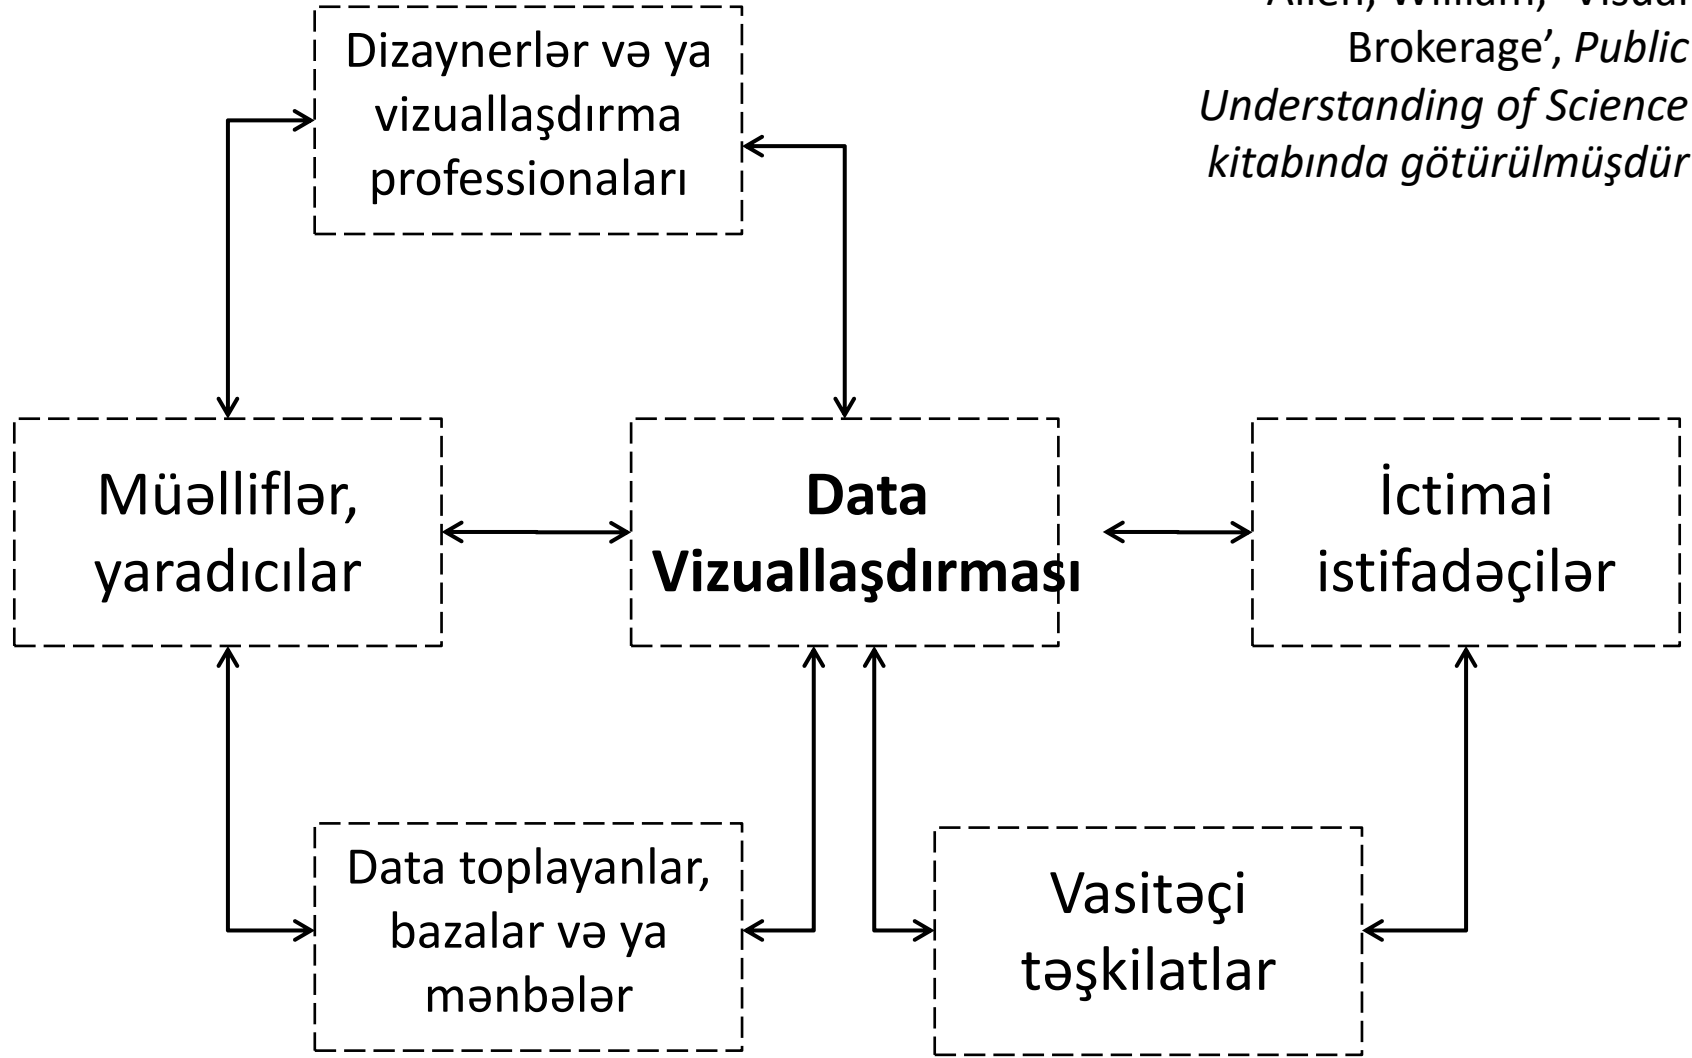 Dizaynerlər və ya
vizuallaşdırma
professionaları
Brokerage’, Public
Understanding of Science
kitabında götürülmüşdür
Müəlliflər,
yaradıcılar
Data
Vizuallaşdırması
İctimai
istifadəçilər
Data toplayanlar,
bazalar və ya
mənbələr
Vasitəçi
təşkilatlar